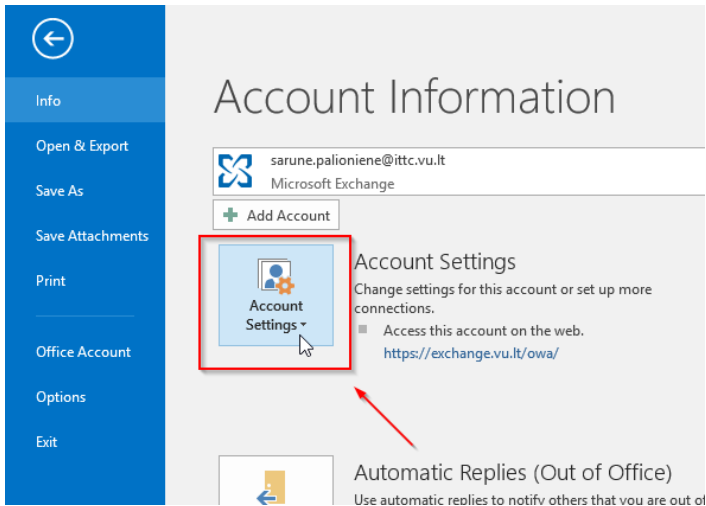 Info
Open & Export
Save As
Save Attachments
Print
Office Account
Options
Exit
Account Information
sarune.palioniene@ittc.vu.lt
Microsoft Exchange
Add Account
Account
Settings
Account Settings
Change settings for this account or set up more
connections.
Access this account on the web.
https://exchange.vu.lt/owa/
Automatic Replies (Out of Office)
Use automatic replies to notify others that you are out of